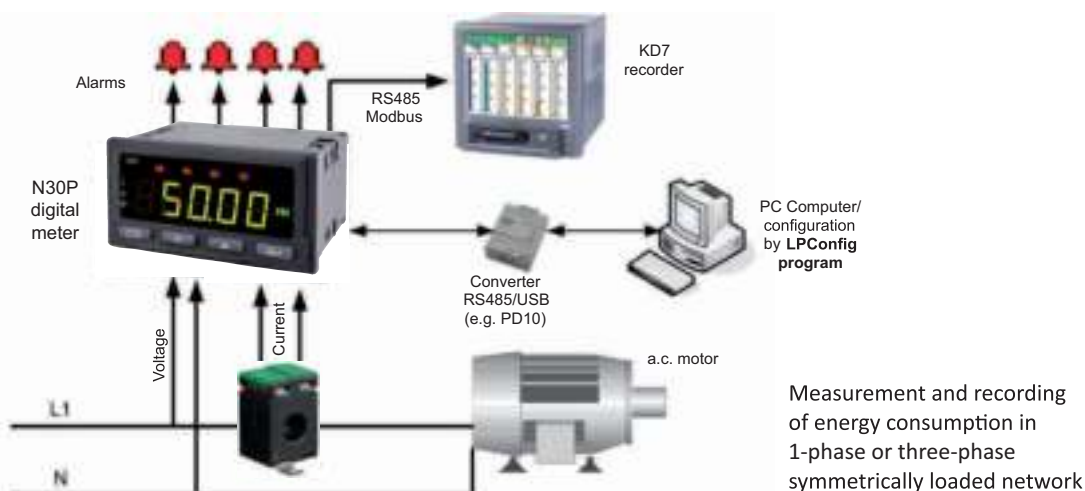 Alarms
KD7
recorder
RS485
Modbus
N30P
digital
meter
50.00
PC Computer/
configuration
by LPConfig
program
Converter
RS485/USB
(e.g. PD10)
Voltage
Current
a.c. motor
L1
N
Measurement and recording
of energy consumption in
1-phase or three-phase
symmetrically loaded network